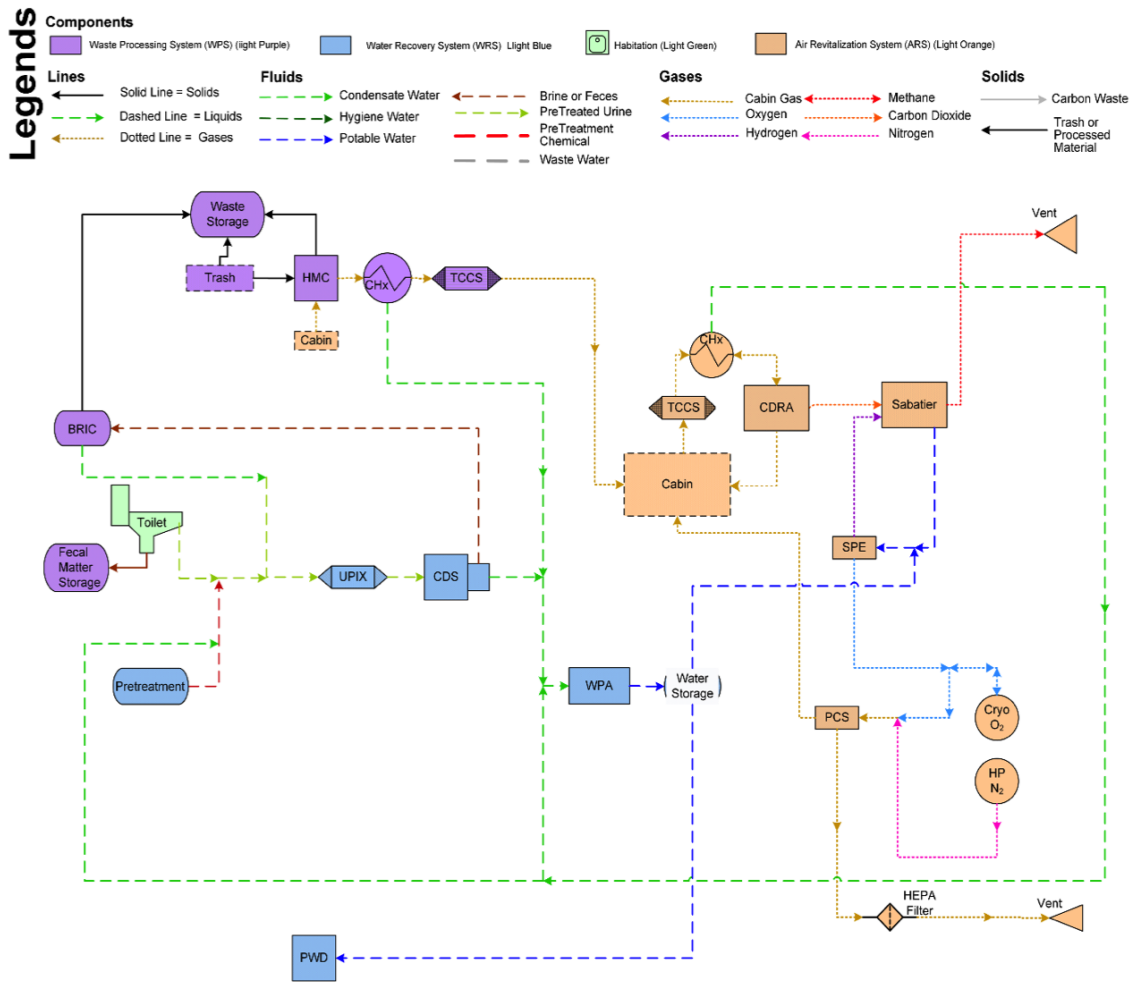 Legends
Components
Waste Processing System (WPS) (iight Purple)
Water Recovery System (WRS) Llight Blue
Habitation (Light Green)
Air Revitalization System (ARS) (Light Orange)
Lines
Solid Line = Solids
Dashed Line = Liquids
Dotted Line = Gases
Fluids
Condensate Water
Hygiene Water
Potable Water
Brine or Feces
PreTreated Urine
PreTreatment
Chemical
Waste Water
Gases
Cabin Gas
Oxygen
Hydrogen
Methane
Carbon Dioxide
Nitrogen
Solids
Carbon Waste
Trash or
Processed
Material
Waste
Storage
Trash
HMC
CHx
TCCS
Cabin
Vent
CHx
TCCS
CDRA
Sabatier
Cabin
BRIC
Toilet
Fecal
Matter
Storage
UPIX
CDS
SPE
Pretreatment
WPA
Water
Storage
PCS
Cryo
O2
HP
N2
HEPA
Filter
Vent
PWD